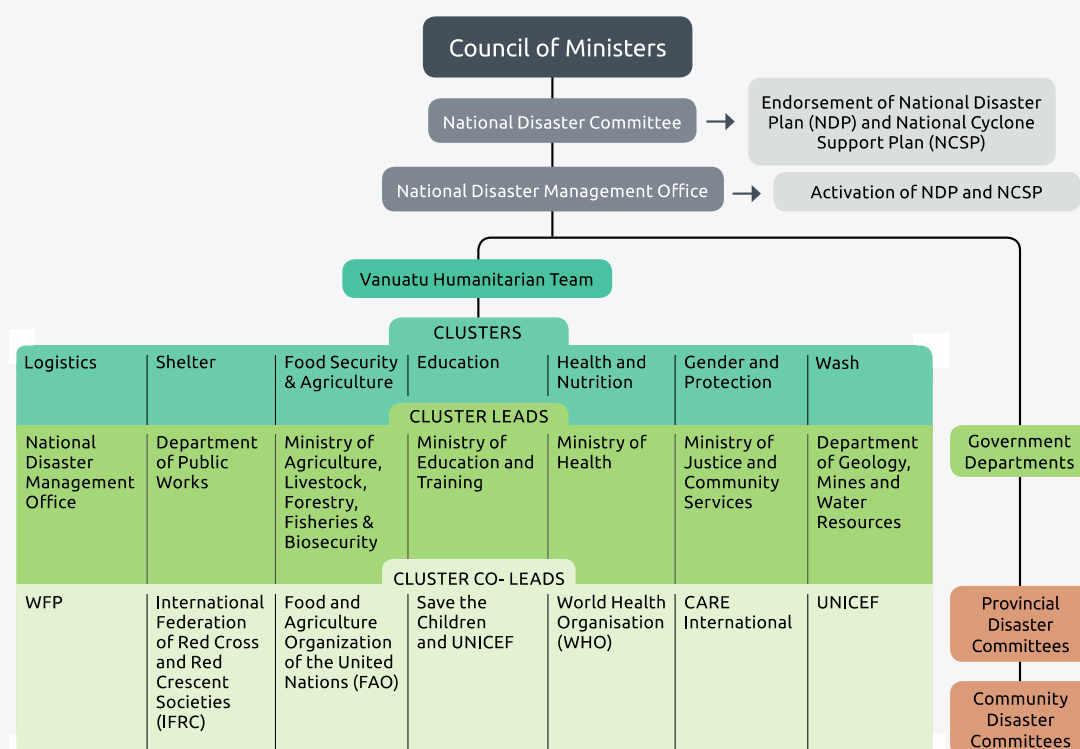 Council of Ministers
National Disaster Committee
Endorsement of National Disaster
Plan (NDP) and National Cyclone
Support Plan (NCSP)
National Disaster Management Office
Activation of NDP and NCSP
Vanuatu Humanitarian Team
CLUSTERS
Logistics
Shelter
Food Security
& Agriculture
Education
Health and
Nutrition
Gender and
Protection
Wash
CLUSTER LEADS
National
Disaster
Management
Office
Department
of Public
Works
Ministry of
Agriculture,
Livestock,
Forestry,
Fisheries &
Biosecurity
Ministry of
Education and
Training
Ministry of
Health
Ministry of
Justice and
Community
Services
Department
of Geology,
Mines and
Water
Resources
Government
Departments
CLUSTER CO- LEADS
WFP
International
Federation
of Red Cross
and Red
Crescent
Societies
(IFRC)
Food and
Agriculture
Organization
of the United
Nations (FAO)
Save the
Children
and UNICEF
World Health
Organisation
(WHO)
CARE
International
UNICEF
Provincial
Disaster
Committees
Community
Disaster
Committees